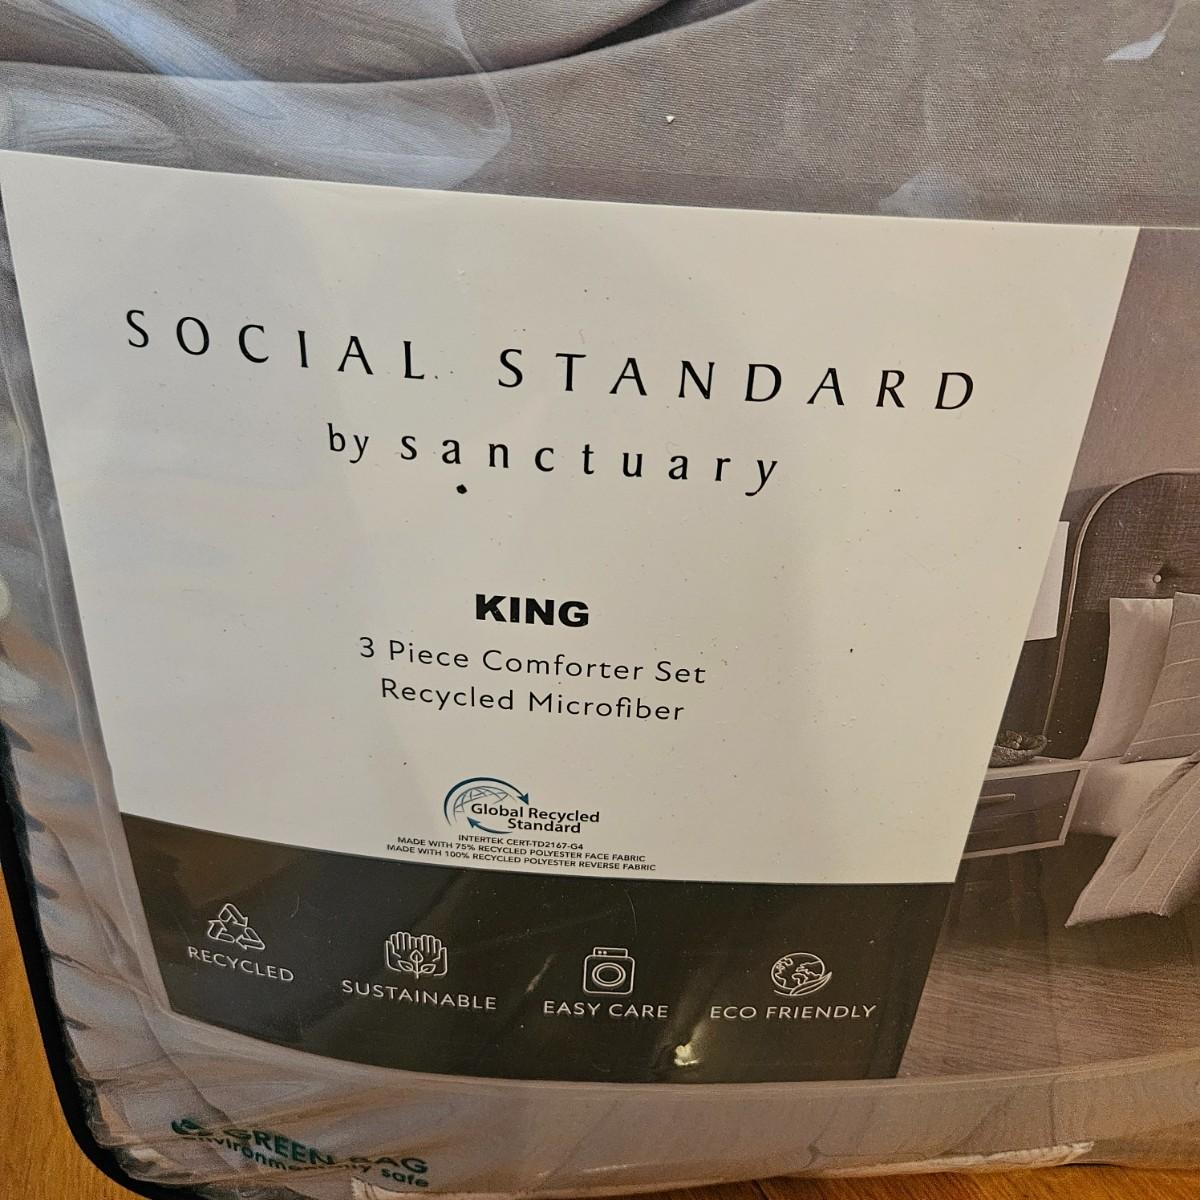 SOCIAL STANDARD
by sanctuary
KING
3 Piece Comforter Set
Recycled Microfiber
Global Recycled
Standard
INTERTEK CERT-TD2167-G4
MADE WITH 75% RECYCLED POLYESTER FACE FABRIC
MADE WITH 100% RECYCLED POLYESTER REVERSE FABRIC
RECYCLED
SUSTAINABLE
EASY CARE
ECO FRIENDLY
GREEN BAG
environmentally safe